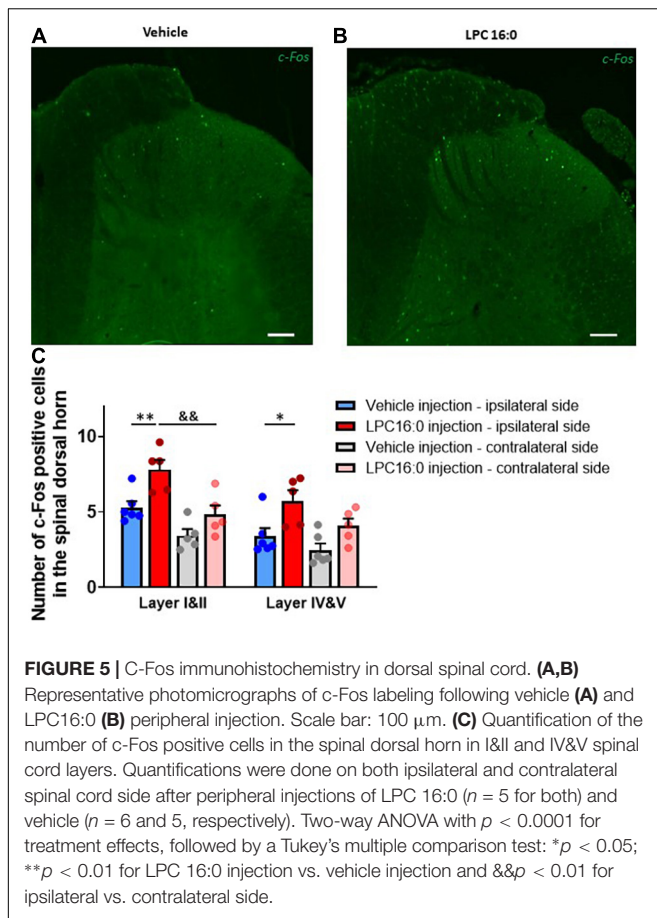 A
Vehicle
B
LPC 16:0
c-Fos
c-Fos
C
Number of c-Fos positive cells
in the spinal dorsal horn
10
5
0
**
&&
*
Layer I&II
Layer IV&V
Vehicle injection - ipsilateral side
LPC16:0 injection - ipsilateral side
Vehicle injection - contralateral side
LPC16:0 injection - contralateral side
FIGURE 5 | C-Fos immunohistochemistry in dorsal spinal cord. (A,B)
Representative photomicrographs of c-Fos labeling following vehicle (A) and
LPC16:0 (B) peripheral injection. Scale bar: 100 μm. (C) Quantification of the
number of c-Fos positive cells in the spinal dorsal horn in I&II and IV&V spinal
cord layers. Quantifications were done on both ipsilateral and contralateral
spinal cord side after peripheral injections of LPC 16:0 (n = 5 for both) and
vehicle (n = 6 and 5, respectively). Two-way ANOVA with p < 0.0001 for
treatment effects, followed by a Tukey's multiple comparison test: *p < 0.05;
**p < 0.01 for LPC 16:0 injection vs. vehicle injection and &&p < 0.01 for
ipsilateral vs. contralateral side.